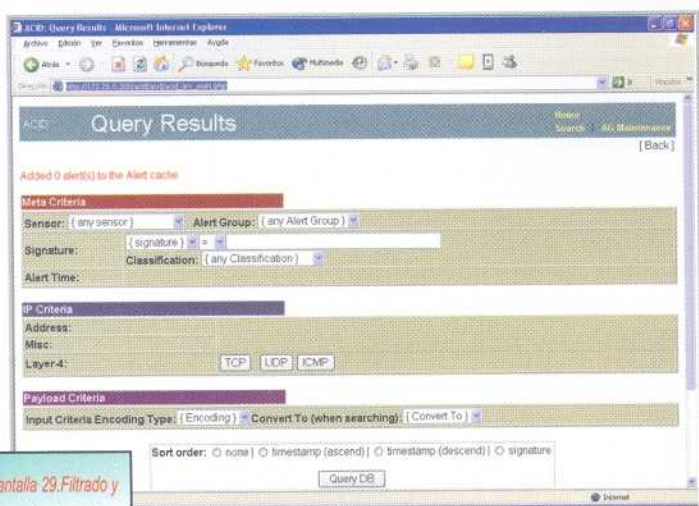 ACID: Query Results - Microsoft Internet Explorer
Archivo Edición Ver Favoritos Herramientas Ayuda
Atrás Búsqueda Favoritos Multimedia
Dirección
Ir Vínculos
ACID Query Results
Home
Search | AG Maintenance
[Back]
Added 0 alert(s) to the Alert cache
Meta Criteria
Sensor: { any sensor } Alert Group: { any Alert Group }
Signature: { signature } =
Classification: { any Classification }
Alert Time:
IP Criteria
Address:
Misc:
Layer-4: TCP UDP ICMP
Payload Criteria
Input Criteria Encoding Type: { Encoding } Convert To (when searching): { Convert To }
Sort order: none | timestamp (ascend) | timestamp (descend) | signature
Query DB
antalla 29.Filtrado y
Internet